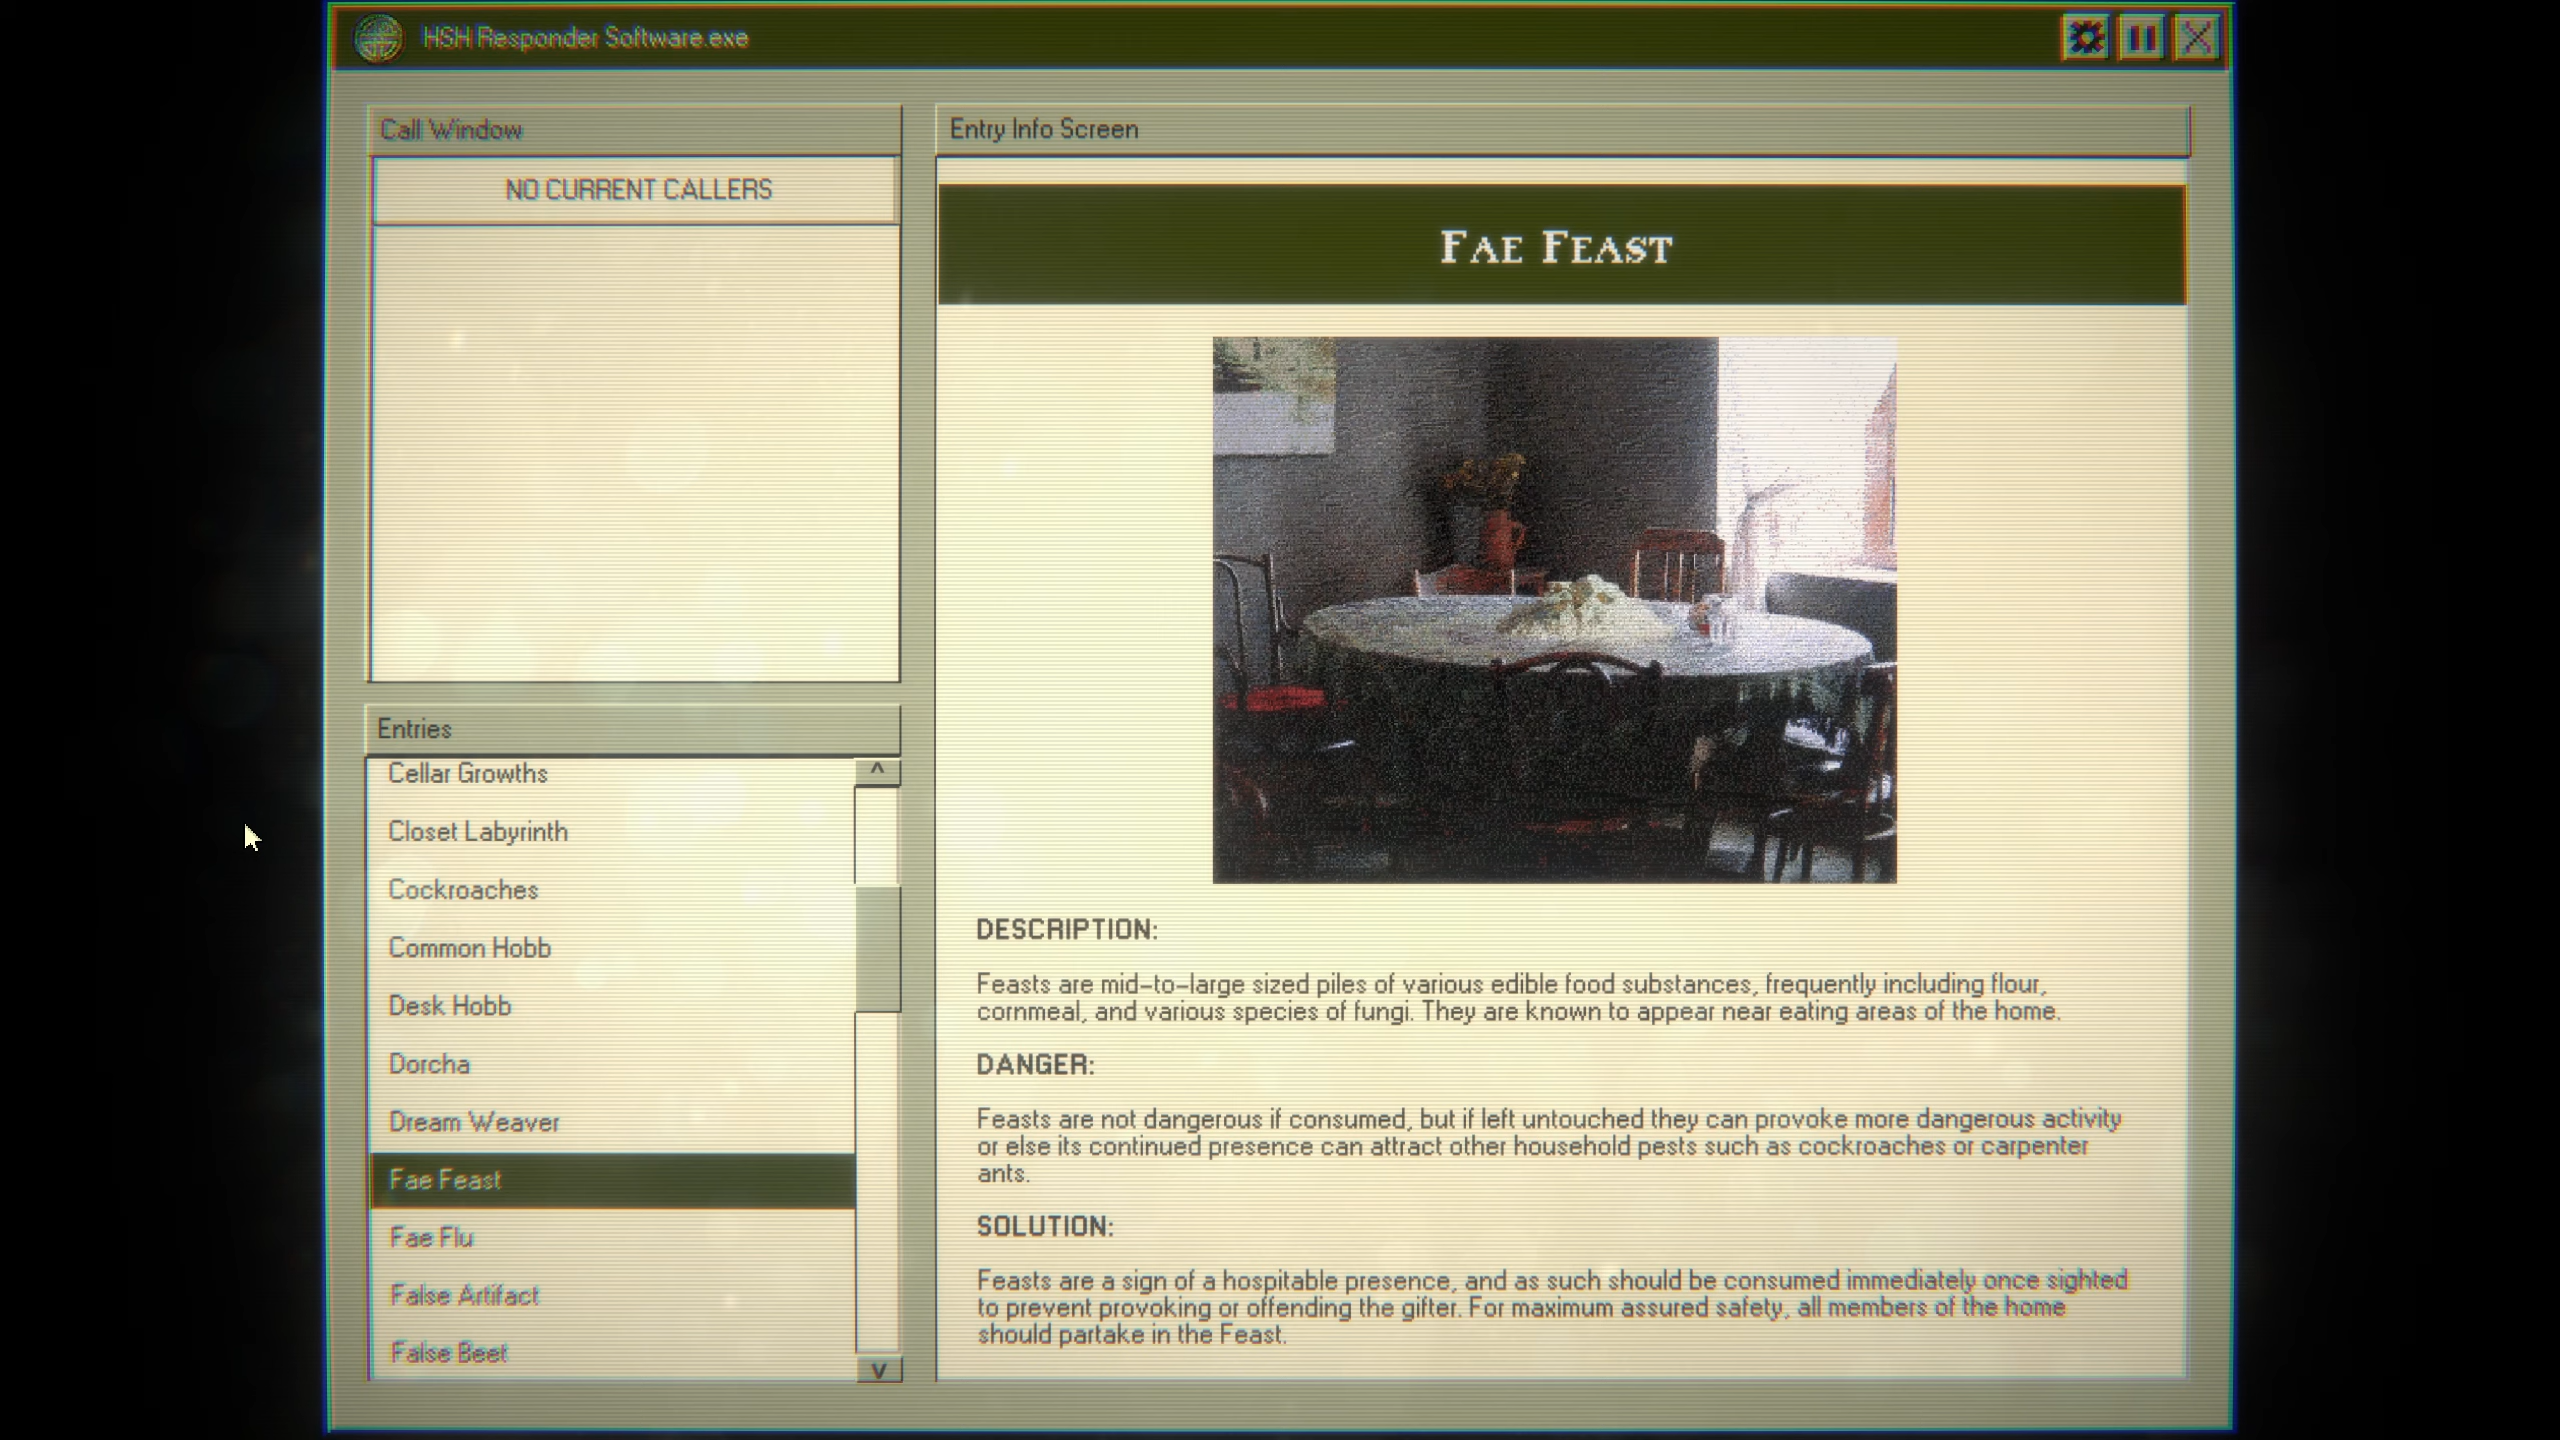 HSH Responder Software.exe
Call Window
NO CURRENT CALLERS
Entries
Cellar Growths
Closet Labyrinth
Cockroaches
Common Hobb
Desk Hobb
Dorcha
Dream Weaver
Fae Feast
Fae Flu
False Artifact
False Beet
Entry Info Screen
FAE FEAST
DESCRIPTION:
Feasts are mid-to-large sized piles of various edible food substances, frequently including flour,
cornmeal, and various species of fungi. They are known to appear near eating areas of the home.
DANGER:
Feasts are not dangerous if consumed, but if left untouched they can provoke more dangerous activity
or else its continued presence can attract other household pests such as cockroaches or carpenter
ants.
SOLUTION:
Feasts are a sign of a hospitable presence, and as such should be consumed immediately once sighted
to prevent provoking or offending the gifter. For maximum assured safety, all members of the home
should partake in the Feast.